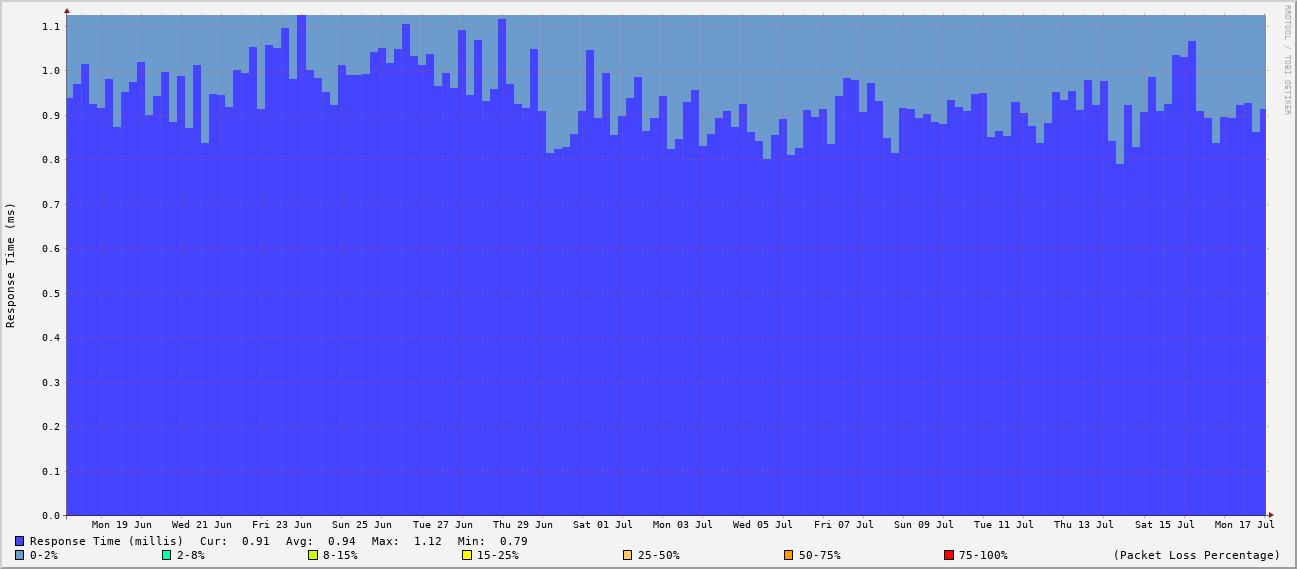 RRDTOOL / TOBI OETIKER
Response Time (ms)
1.1
1.0
0.9
0.8
0.7
0.6
0.5
0.4
0.3
0.2
0.1
0.0
Mon 19 Jun Wed 21 Jun Fri 23 Jun Sun 25 Jun Tue 27 Jun Thu 29 Jun Sat 01 Jul Mon 03 Jul Wed 05 Jul Fri 07 Jul Sun 09 Jul Tue 11 Jul Thu 13 Jul Sat 15 Jul Mon 17 Jul
Response Time (millis) Cur: 0.91 Avg: 0.94 Max: 1.12 Min: 0.79
0-2% 2-8% 8-15% 15-25% 25-50% 50-75% 75-100% (Packet Loss Percentage)